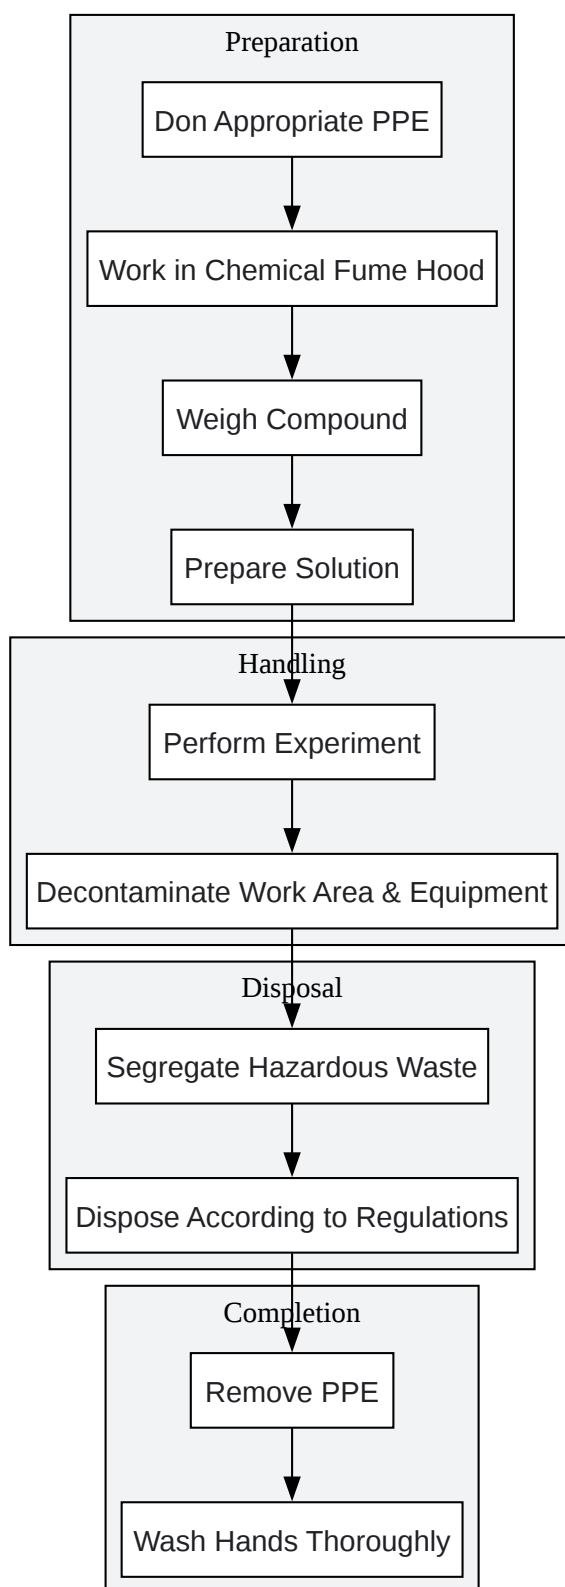 Preparation
Don Appropriate PPE
Work in Chemical Fume Hood
Weigh Compound
Prepare Solution
Handling
Perform Experiment
Decontaminate Work Area & Equipment
Disposal
Segregate Hazardous Waste
Dispose According to Regulations
Completion
Remove PPE
Wash Hands Thoroughly